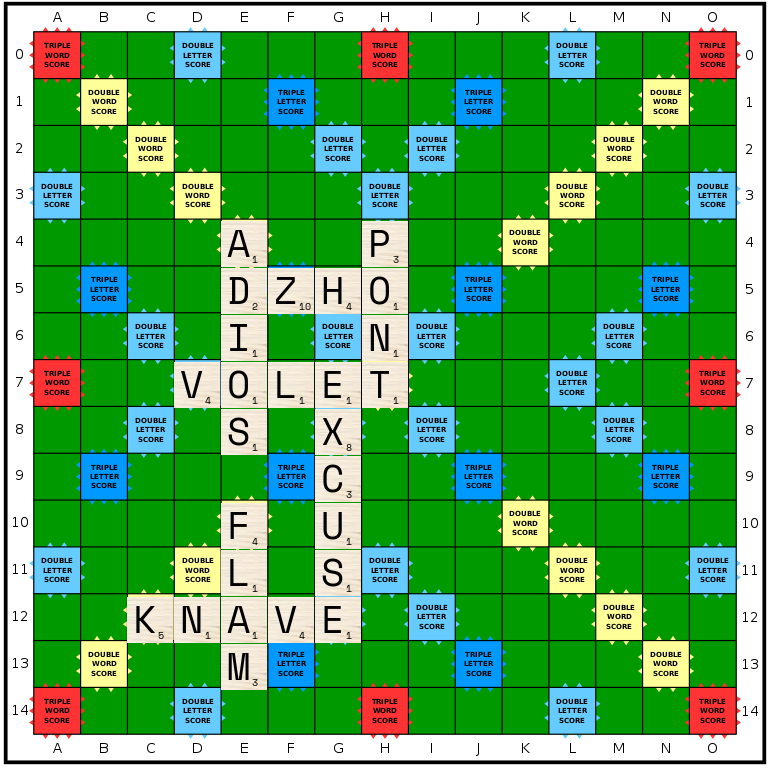 A B C D E F G H I J K L M N O
TRIPLE DOUBLE TRIPLE DOUBLE TRIPLE
0 WORD LETTER WORD LETTER WORD 0
SCORE SCORE SCORE SCORE SCORE
DOUBLE TRIPLE TRIPLE DOUBLE
1 WORD LETTER LETTER WORD 1
SCORE SCORE SCORE SCORE
DOUBLE DOUBLE DOUBLE DOUBLE
2 WORD LETTER LETTER WORD 2
SCORE SCORE SCORE SCORE
DOUBLE DOUBLE DOUBLE DOUBLE DOUBLE
3 LETTER WORD LETTER WORD LETTER 3
SCORE SCORE SCORE SCORE SCORE
DOUBLE
4 A1 P3 WORD 4
SCORE
TRIPLE TRIPLE TRIPLE
5 LETTER D2 Z10 H4 O1 LETTER LETTER 5
SCORE SCORE SCORE
DOUBLE DOUBLE DOUBLE DOUBLE
6 LETTER I1 LETTER N1 LETTER LETTER 6
SCORE SCORE SCORE SCORE
TRIPLE DOUBLE TRIPLE
7 WORD V4 O1 L1 E1 T1 LETTER WORD 7
SCORE SCORE SCORE
DOUBLE DOUBLE DOUBLE
8 LETTER S1 X8 LETTER LETTER 8
SCORE SCORE SCORE
TRIPLE TRIPLE TRIPLE TRIPLE
9 LETTER LETTER C3 LETTER LETTER 9
SCORE SCORE SCORE SCORE
DOUBLE
10 F4 U1 WORD 10
SCORE
DOUBLE DOUBLE DOUBLE DOUBLE DOUBLE
11 LETTER WORD L1 S1 LETTER WORD LETTER 11
SCORE SCORE SCORE SCORE SCORE
DOUBLE DOUBLE
12 K5 N1 A1 V4 E1 LETTER WORD 12
SCORE SCORE
DOUBLE TRIPLE TRIPLE DOUBLE
13 WORD M3 LETTER LETTER WORD 13
SCORE SCORE SCORE SCORE
TRIPLE DOUBLE TRIPLE DOUBLE TRIPLE
14 WORD LETTER WORD LETTER WORD 14
SCORE SCORE SCORE SCORE SCORE
A B C D E F G H I J K L M N O